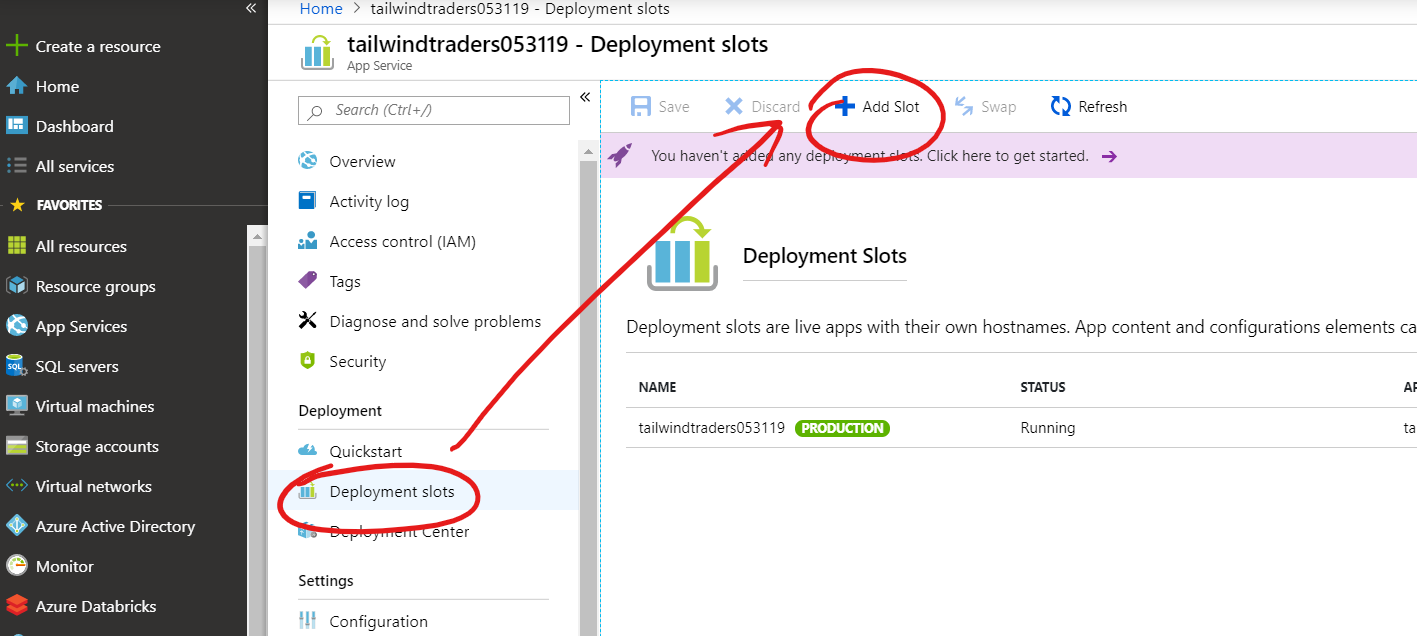 «
Create a resource
Home
Dashboard
All services
FAVORITES
All resources
Resource groups
App Services
SQL servers
Virtual machines
Storage accounts
Virtual networks
Azure Active Directory
Monitor
Azure Databricks
Home > tailwindtraders053119 - Deployment slots
tailwindtraders053119 - Deployment slots
App Service
Search (Ctrl+/)
«
Overview
Activity log
Access control (IAM)
Tags
Diagnose and solve problems
Security
Deployment
Quickstart
Deployment slots
Deployment Center
Settings
Configuration
Save Discard Add Slot Swap Refresh
You haven't added any deployment slots. Click here to get started. →
Deployment Slots
Deployment slots are live apps with their own hostnames. App content and configurations elements ca
NAME STATUS AP
tailwindtraders053119 PRODUCTION Running ta